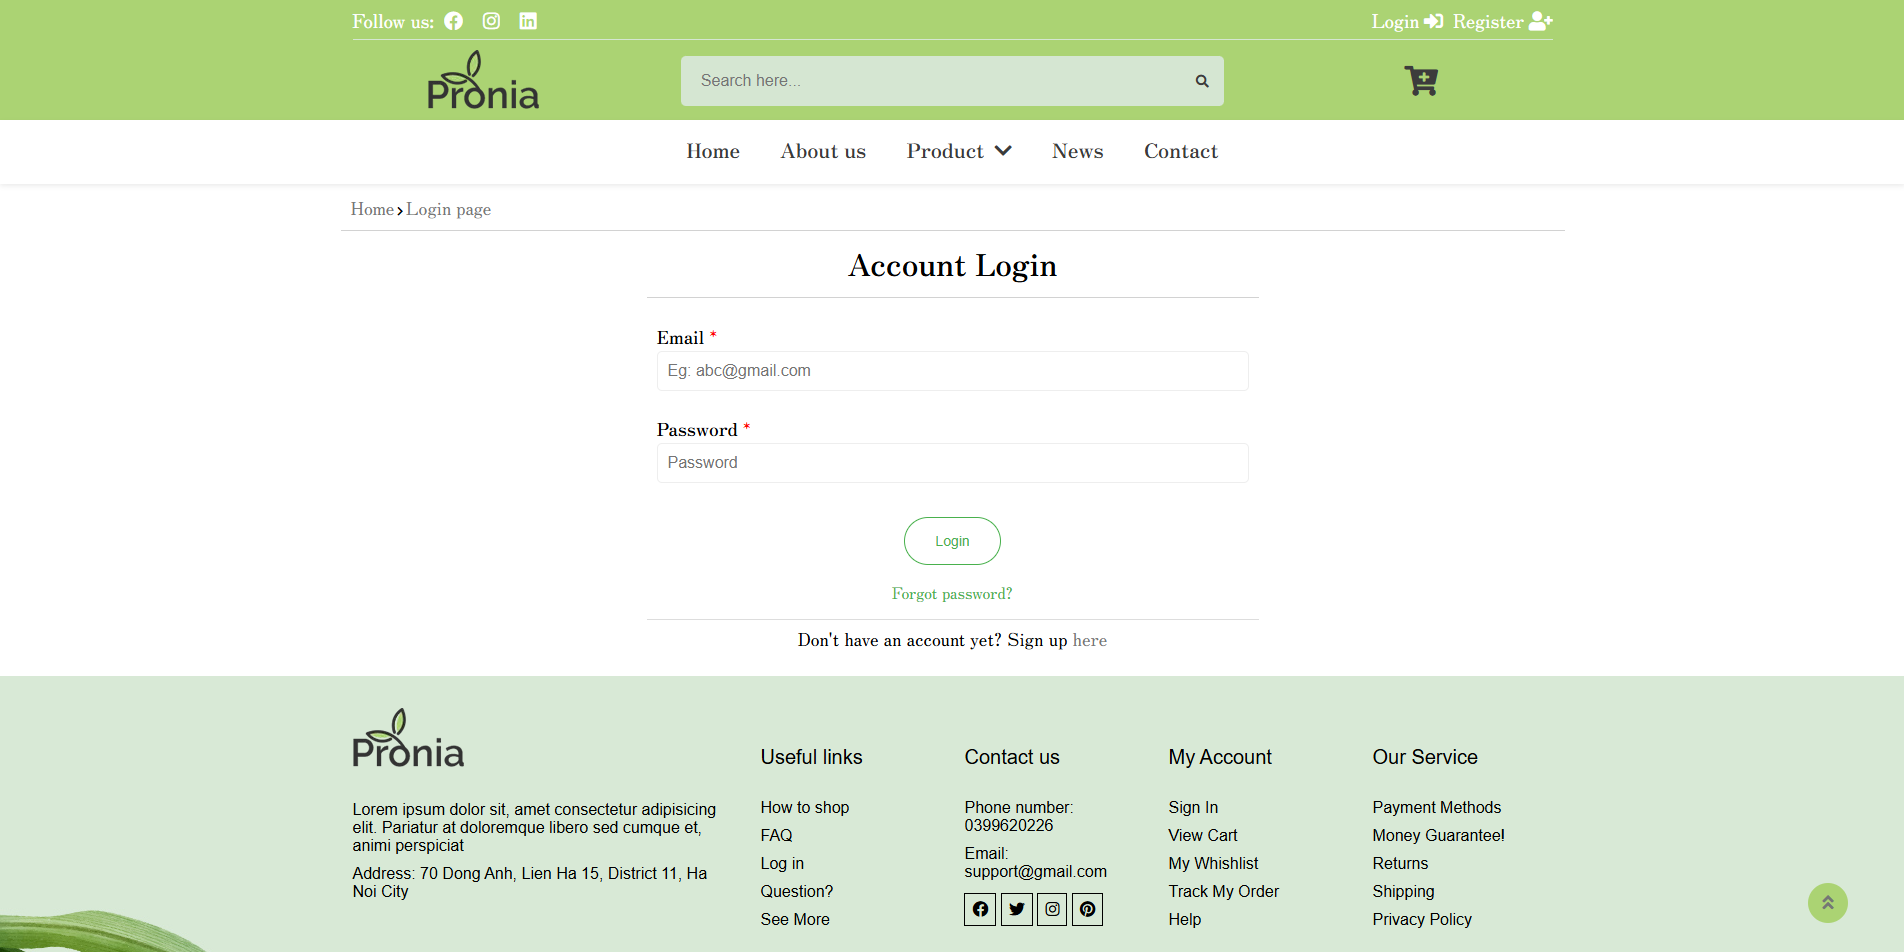 Follow us:
Login
Register
Pronia
Search here...
Home
About us
Product
News
Contact
Home
Login page
Account Login
Email *
Eg: abc@gmail.com
Password *
Password
Login
Forgot password?
Don't have an account yet? Sign up here
Pronia
Lorem ipsum dolor sit, amet consectetur adipisicing
elit. Pariatur at doloremque libero sed cumque et,
animi perspiciat
Address: 70 Dong Anh, Lien Ha 15, District 11, Ha
Noi City
Useful links
How to shop
FAQ
Log in
Question?
See More
Contact us
Phone number:
0399620226
Email:
support@gmail.com
My Account
Sign In
View Cart
My Whishlist
Track My Order
Help
Our Service
Payment Methods
Money Guarantee!
Returns
Shipping
Privacy Policy